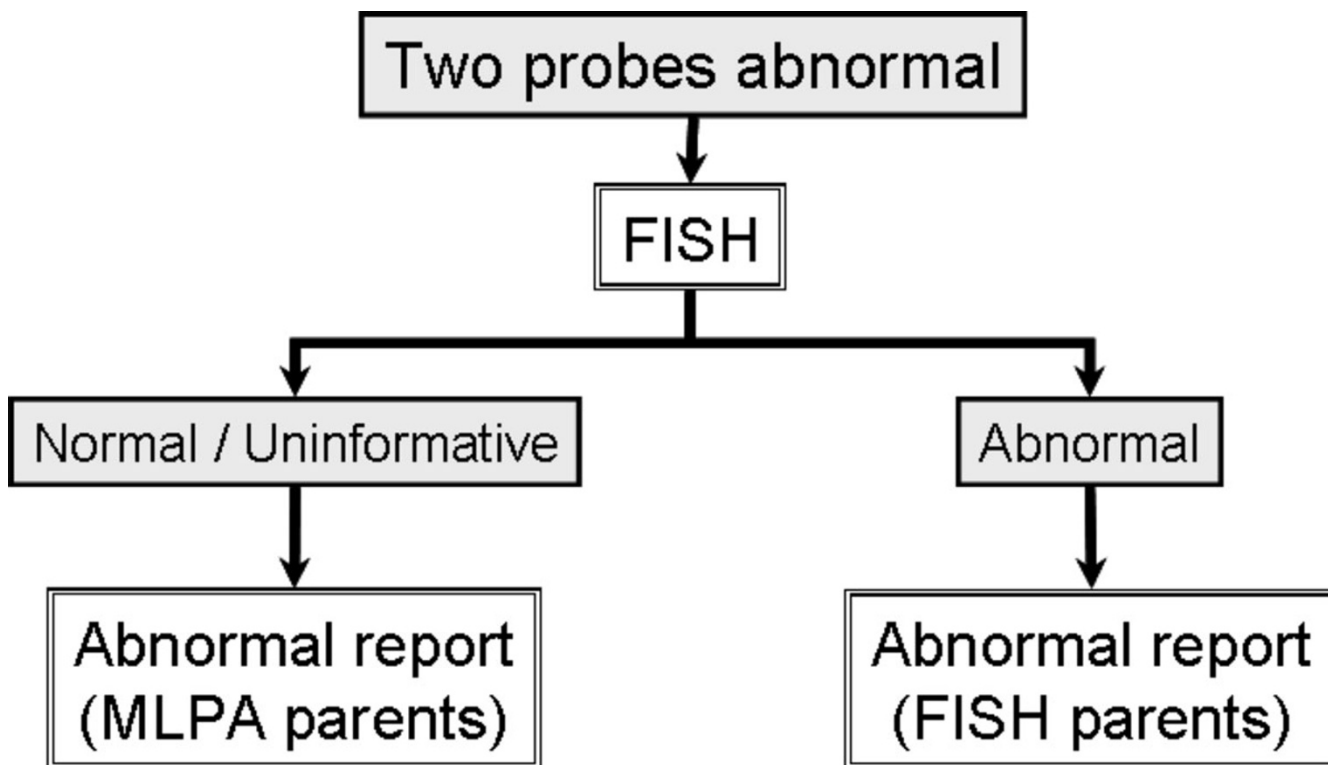 Two probes abnormal
FISH
Normal / Uninformative
Abnormal
Abnormal report
(MLPA parents)
Abnormal report
(FISH parents)